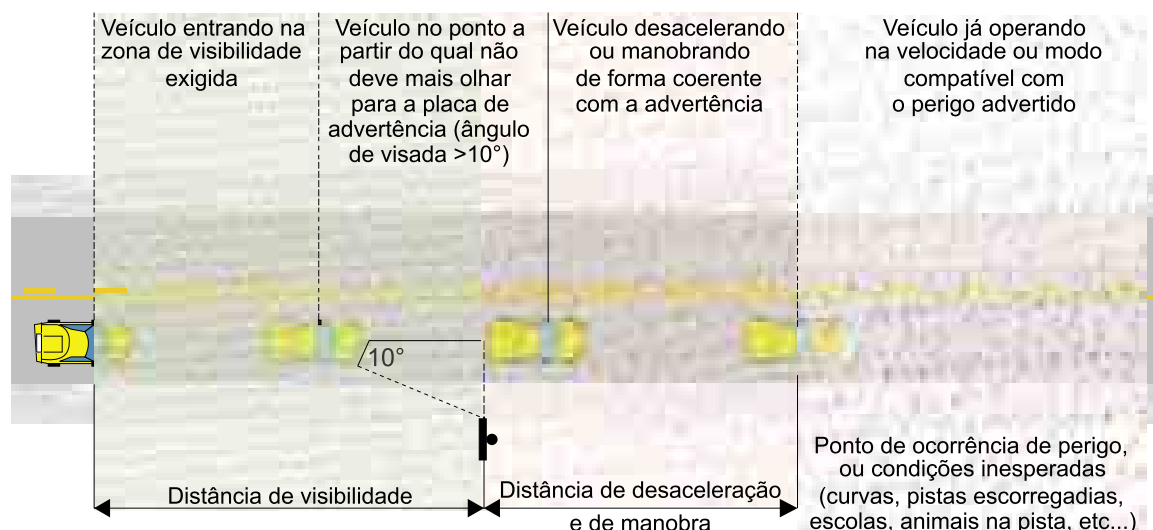 Veículo entrando na
zona de visibilidade
exigida
Veículo no ponto a
partir do qual não
deve mais olhar
para a placa de
advertência (ângulo
de visada >10°)
Veículo desacelerando
ou manobrando
de forma coerente
com a advertência
Veículo já operando
na velocidade ou modo
compatível com
o perigo advertido
10°
Distância de visibilidade
Distância de desaceleração
e de manobra
Ponto de ocorrência de perigo,
ou condições inesperadas
(curvas, pistas escorregadias,
escolas, animais na pista, etc...)